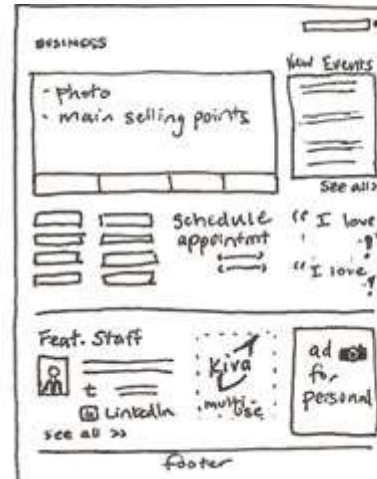 BUSINESS
New Events
- photo
- main selling points
See all>
schedule
appointmt
"I love
"I love
Feat. Staff
t
in LinkedIn
see all >>
Kiva
multi-
use
ad
for
personal
footer